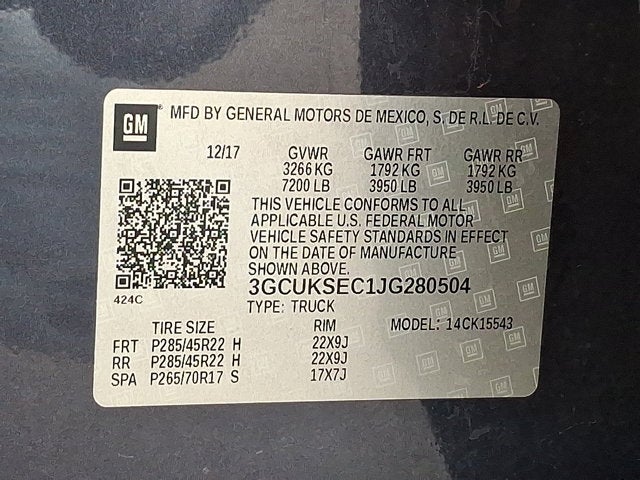 GM MFD BY GENERAL MOTORS DE MEXICO, S, DE R.L. DE C.V.
12/17 GVWR GAWR FRT GAWR RR
3266 KG 1792 KG 1792 KG
7200 LB 3950 LB 3950 LB
THIS VEHICLE CONFORMS TO ALL
APPLICABLE U.S. FEDERAL MOTOR
VEHICLE SAFETY STANDARDS IN EFFECT
ON THE DATE OF MANUFACTURE
SHOWN ABOVE.
424C
3GCUKSEC1JG280504
TYPE: TRUCK
TIRE SIZE RIM MODEL: 14CK15543
FRT P285/45R22 H 22X9J
RR P285/45R22 H 22X9J
SPA P265/70R17 S 17X7J